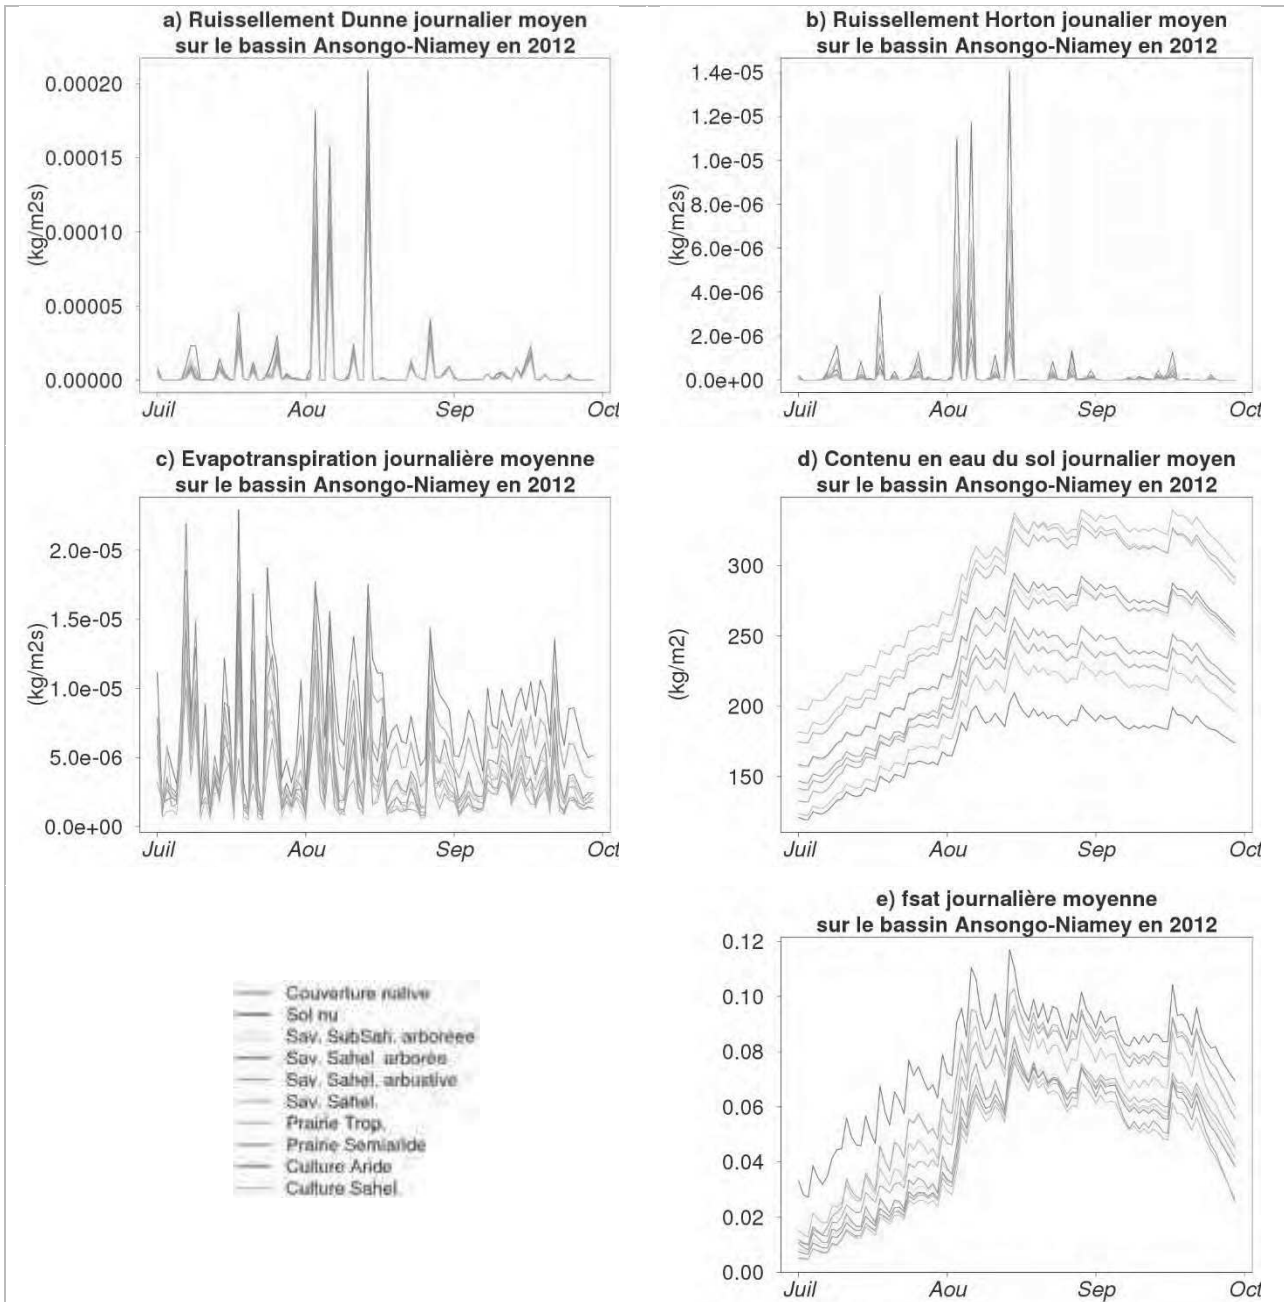 a) Ruissellement Dunne journalier moyen
sur le bassin Ansongo-Niamey en 2012
(kg/m2s)
0.00020
0.00015
0.00010
0.00005
0.00000
Juil Aou Sep Oct
b) Ruissellement Horton jounalier moyen
sur le bassin Ansongo-Niamey en 2012
(kg/m2s)
1.4e-05
1.2e-05
1.0e-05
8.0e-06
6.0e-06
4.0e-06
2.0e-06
0.0e+00
Juil Aou Sep Oct
c) Evapotranspiration journalière moyenne
sur le bassin Ansongo-Niamey en 2012
(kg/m2s)
2.0e-05
1.5e-05
1.0e-05
5.0e-06
0.0e+00
Juil Aou Sep Oct
d) Contenu en eau du sol journalier moyen
sur le bassin Ansongo-Niamey en 2012
(kg/m2)
300
250
200
150
Juil Aou Sep Oct
e) fsat journalière moyenne
sur le bassin Ansongo-Niamey en 2012
0.12
0.10
0.08
0.06
0.04
0.02
0.00
Juil Aou Sep Oct
Couverture native
Sol nu
Sav. SubSah. arboréee
Sav. Sahel. arborée
Sav. Sahel. arbustive
Sav. Sahel.
Prairie Trop.
Prairie Semiaride
Culture Aride
Culture Sahel.